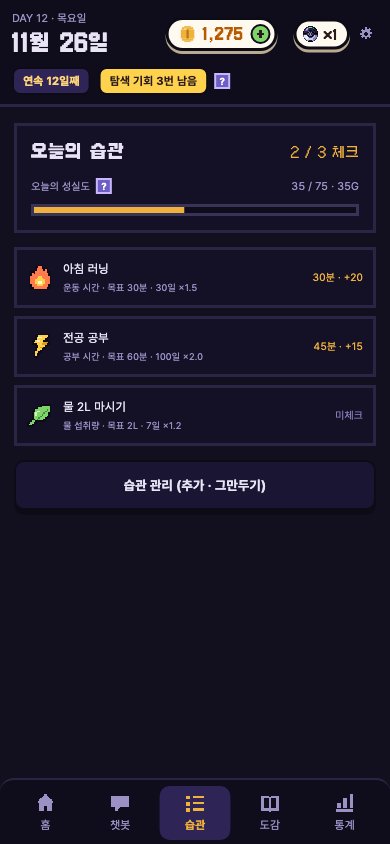 DAY 12 · 목요일
11월 26일
1,275
×1
연속 12일째
탐색 기회 3번 남음
?
오늘의 습관
2 / 3 체크
오늘의 성실도
?
35 / 75 · 35G
아침 러닝
운동 시간 · 목표 30분 · 30일 ×1.5
30분 · +20
전공 공부
공부 시간 · 목표 60분 · 100일 ×2.0
45분 · +15
물 2L 마시기
물 섭취량 · 목표 2L · 7일 ×1.2
미체크
습관 관리 (추가 · 그만두기)
홈
챗봇
습관
도감
통계